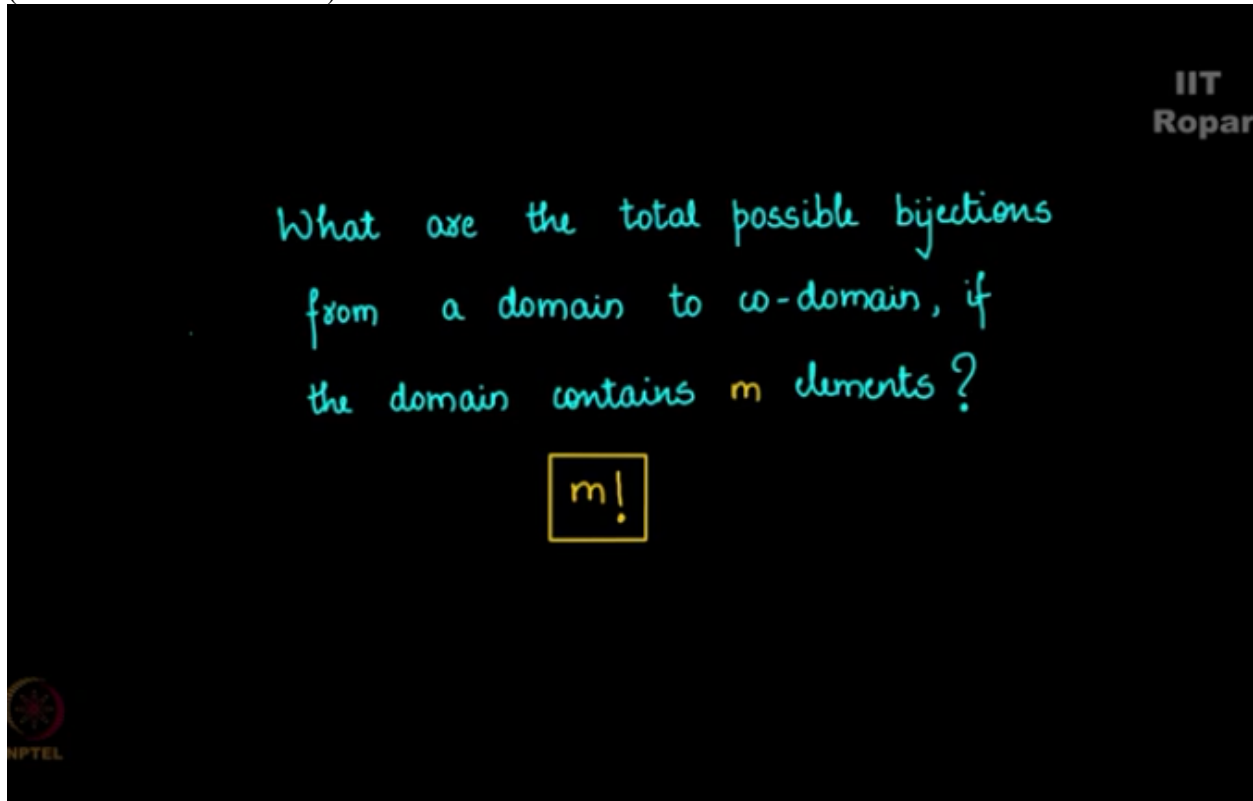 IIT
Ropar
What are the total possible bijections
from a domain to co-domain, if
the domain contains m elements?
m!
NPTEL